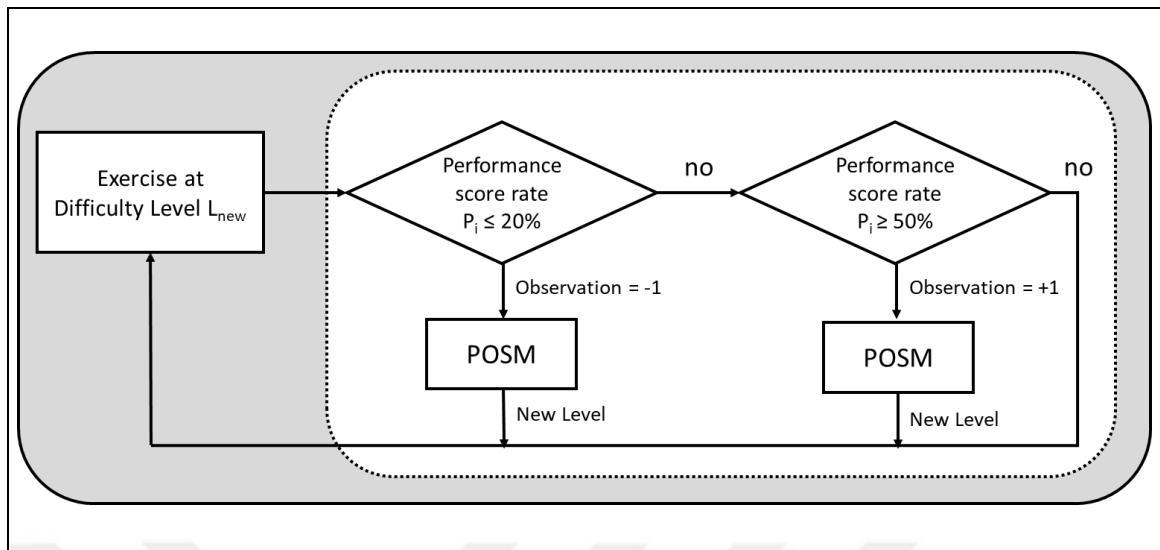 Exercise at
Difficulty Level Lnew
Performance
score rate
Pi ≤ 20%
no
Performance
score rate
Pi ≥ 50%
no
Observation = -1
Observation = +1
POSM
POSM
New Level
New Level